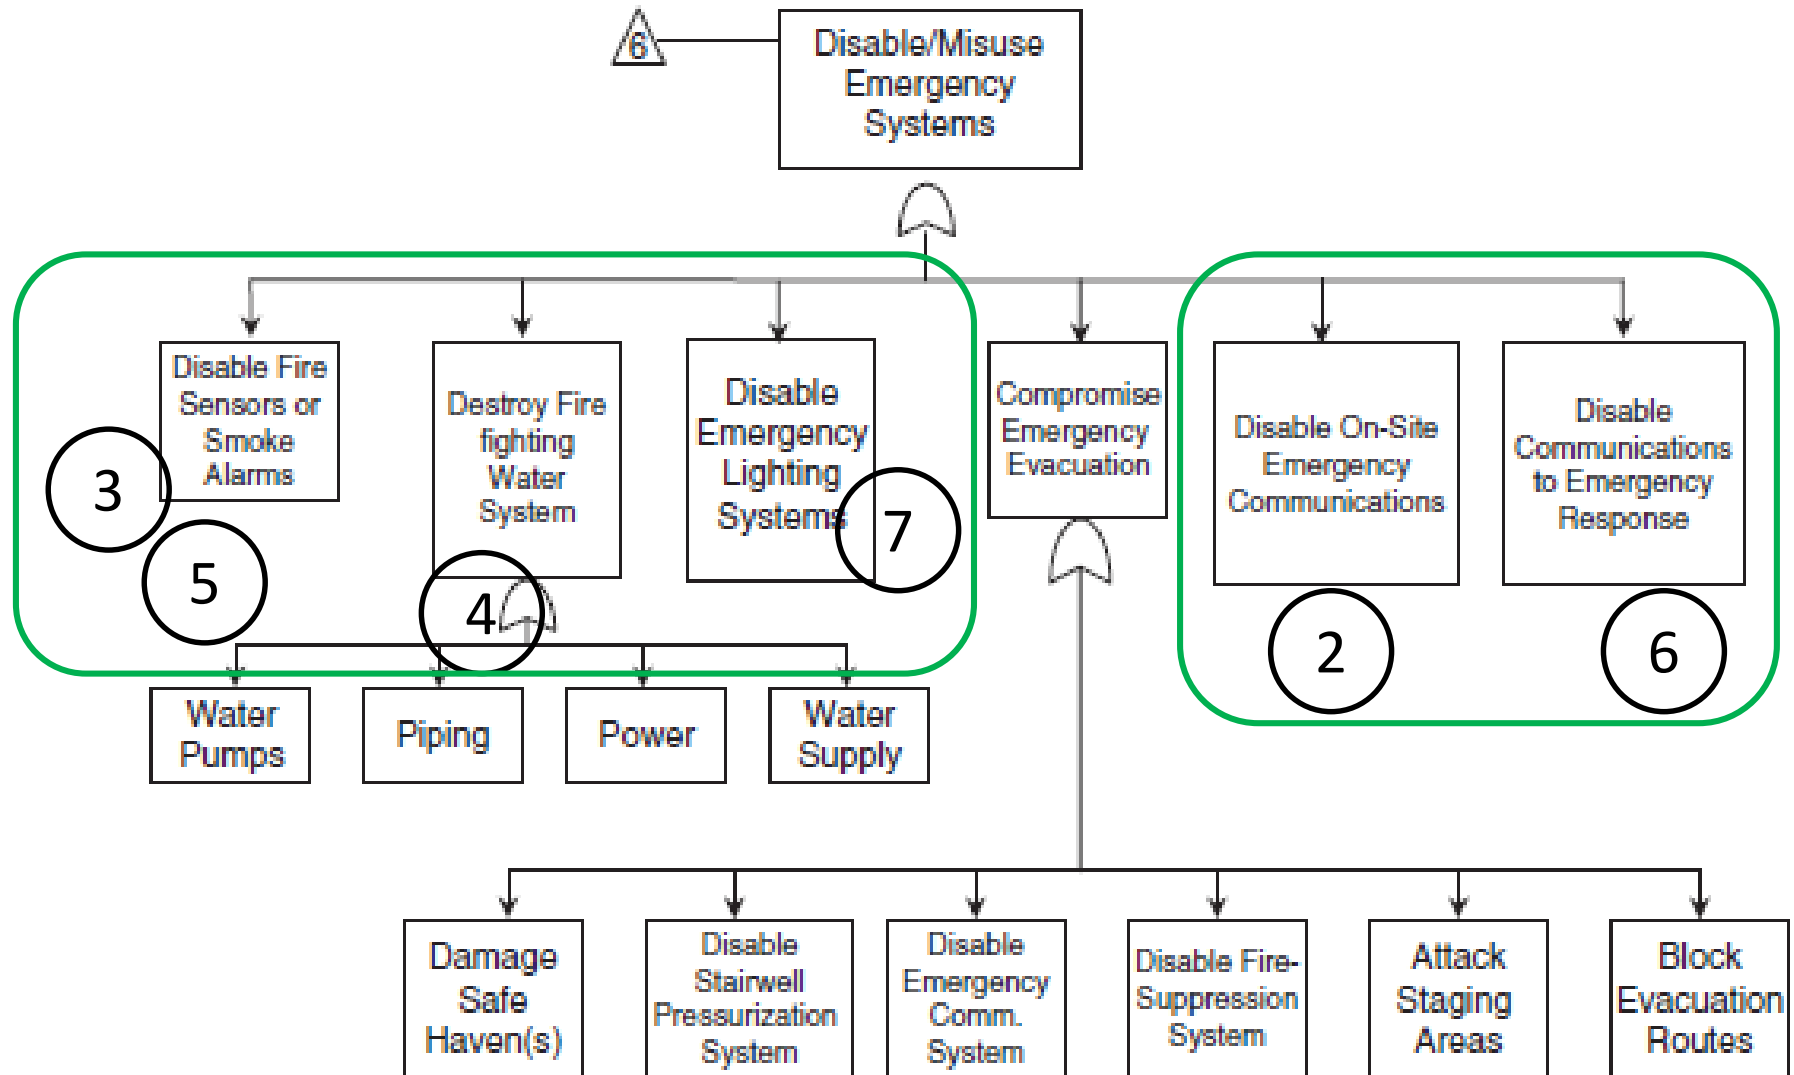 6
Disable/Misuse
Emergency
Systems
Disable Fire
Sensors or
Smoke
Alarms
3
5
Destroy Fire
fighting
Water
System
4
Disable
Emergency
Lighting
Systems
7
Compromise
Emergency
Evacuation
Disable On-Site
Emergency
Communications
2
Disable
Communications
to Emergency
Response
6
Water
Pumps
Piping
Power
Water
Supply
Damage
Safe
Haven(s)
Disable
Stairwell
Pressurization
System
Disable
Emergency
Comm.
System
Disable Fire-
Suppression
System
Attack
Staging
Areas
Block
Evacuation
Routes